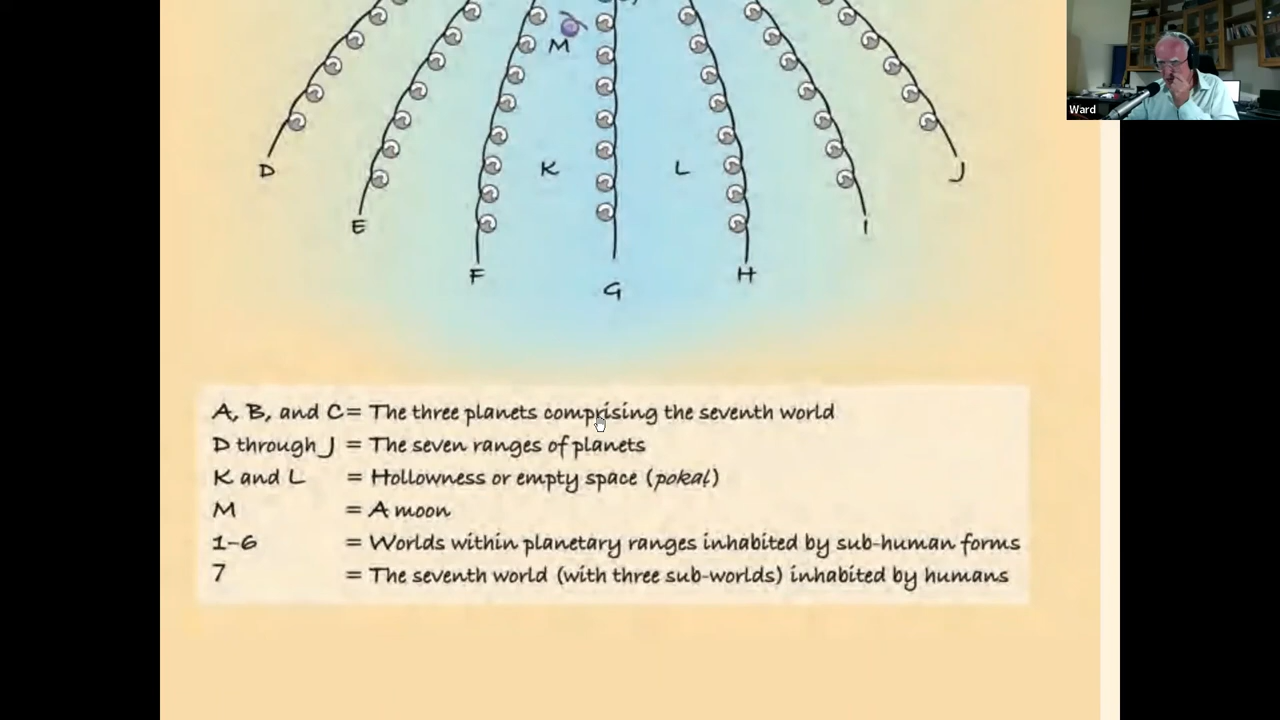 M
Ward
D
K
L
J
E
I
F
H
G
A, B, and C = The three planets comprising the seventh world
D through J = The seven ranges of planets
K and L = Hollowness or empty space (pokaḷ)
M = A moon
1–6 = Worlds within planetary ranges inhabited by sub-human forms
7 = The seventh world (with three sub-worlds) inhabited by humans